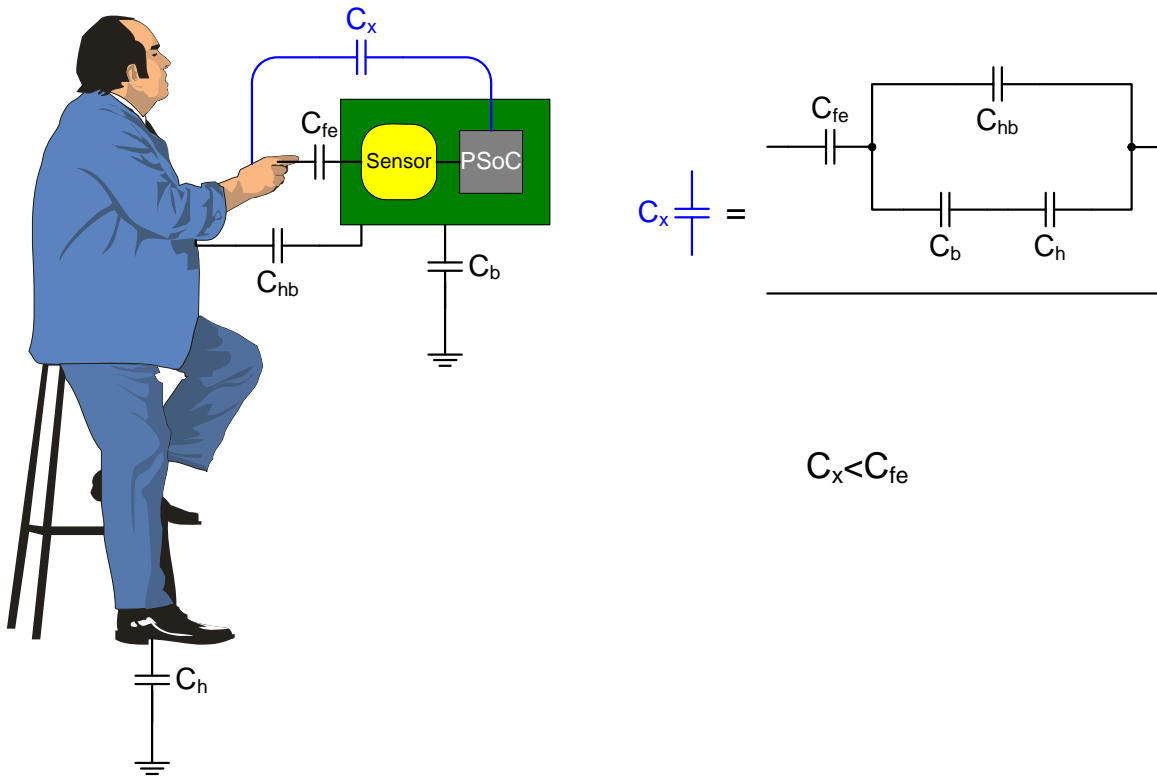 Cx
Cfe
Sensor
PSoC
Chb
Cb
Ch
Cx =
Cfe
Chb
Cb
Ch
Cx<Cfe